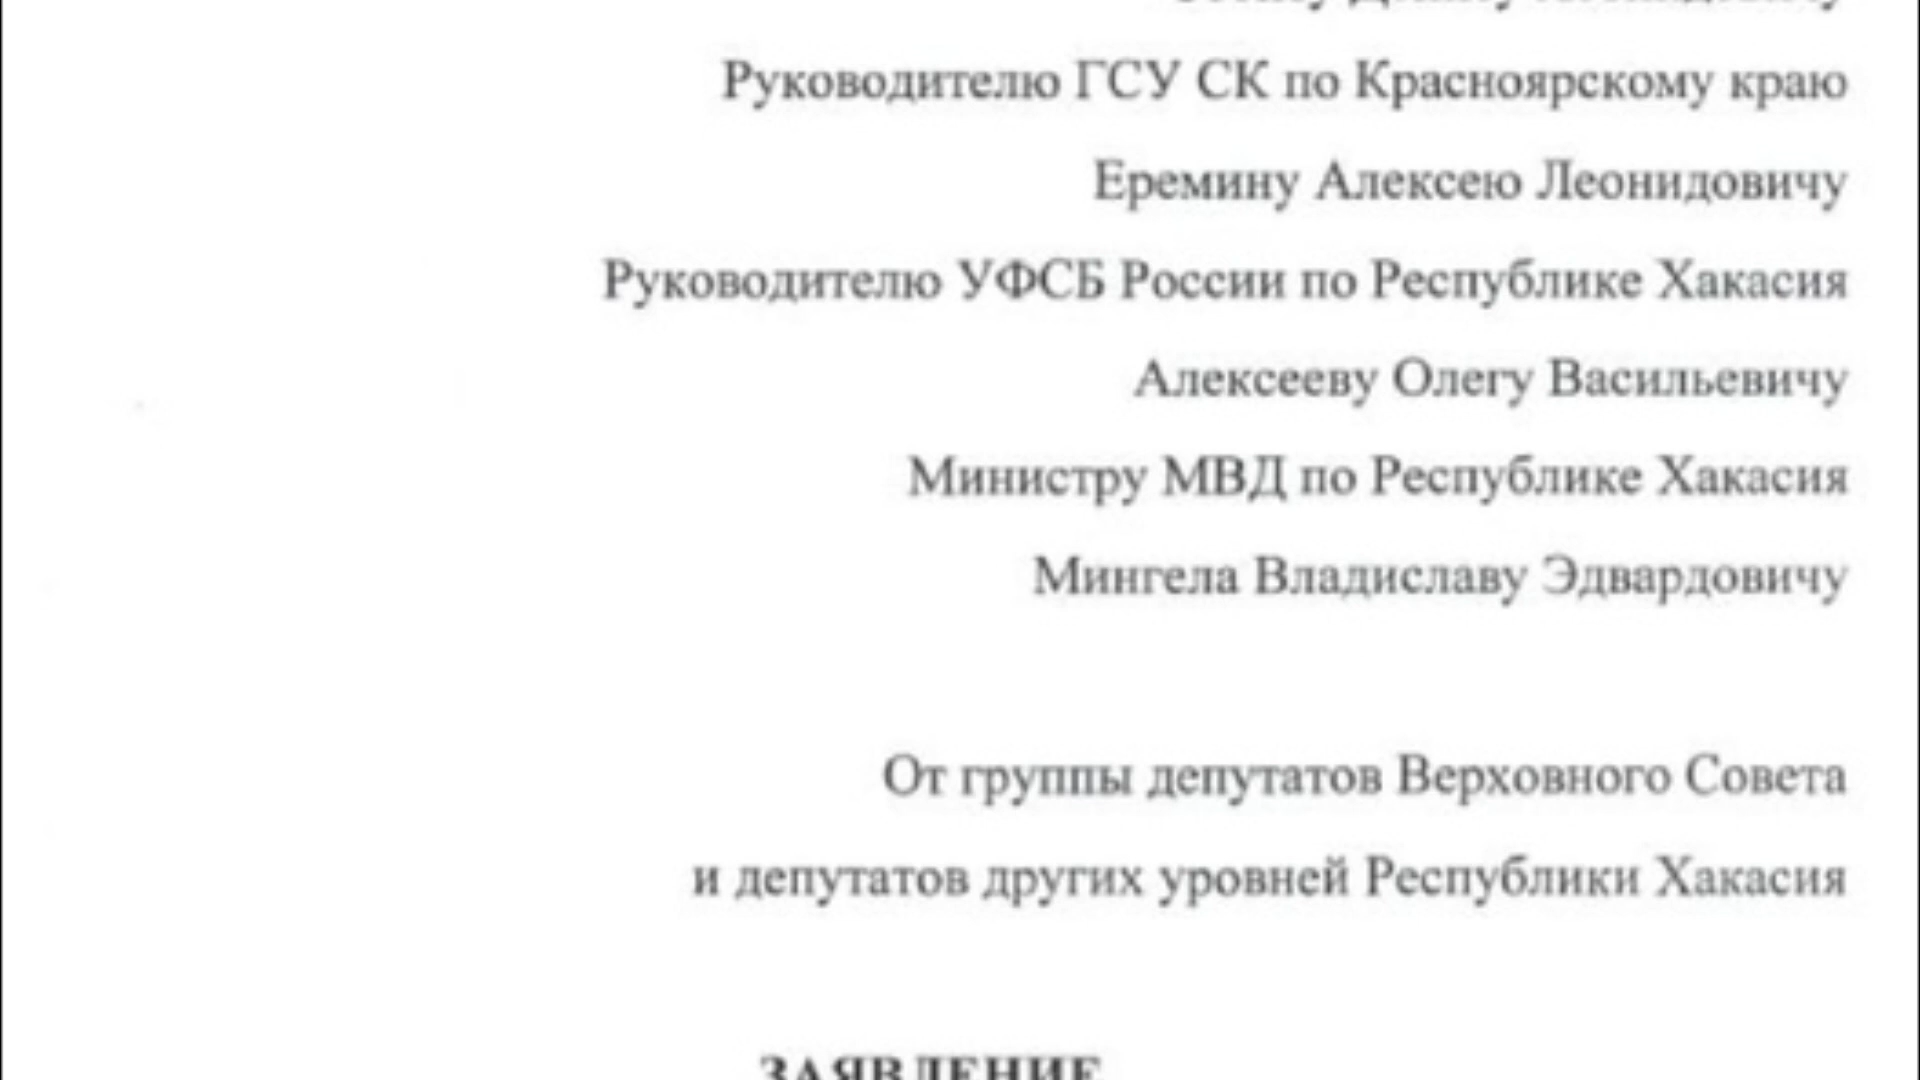 Руководителю ГСУ СК по Красноярскому краю
Еремину Алексею Леонидовичу
Руководителю УФСБ России по Республике Хакасия
Алексееву Олегу Васильевичу
Министру МВД по Республике Хакасия
Мингела Владиславу Эдвардовичу
От группы депутатов Верховного Совета
и депутатов других уровней Республики Хакасия
ЗАЯВЛЕНИЕ